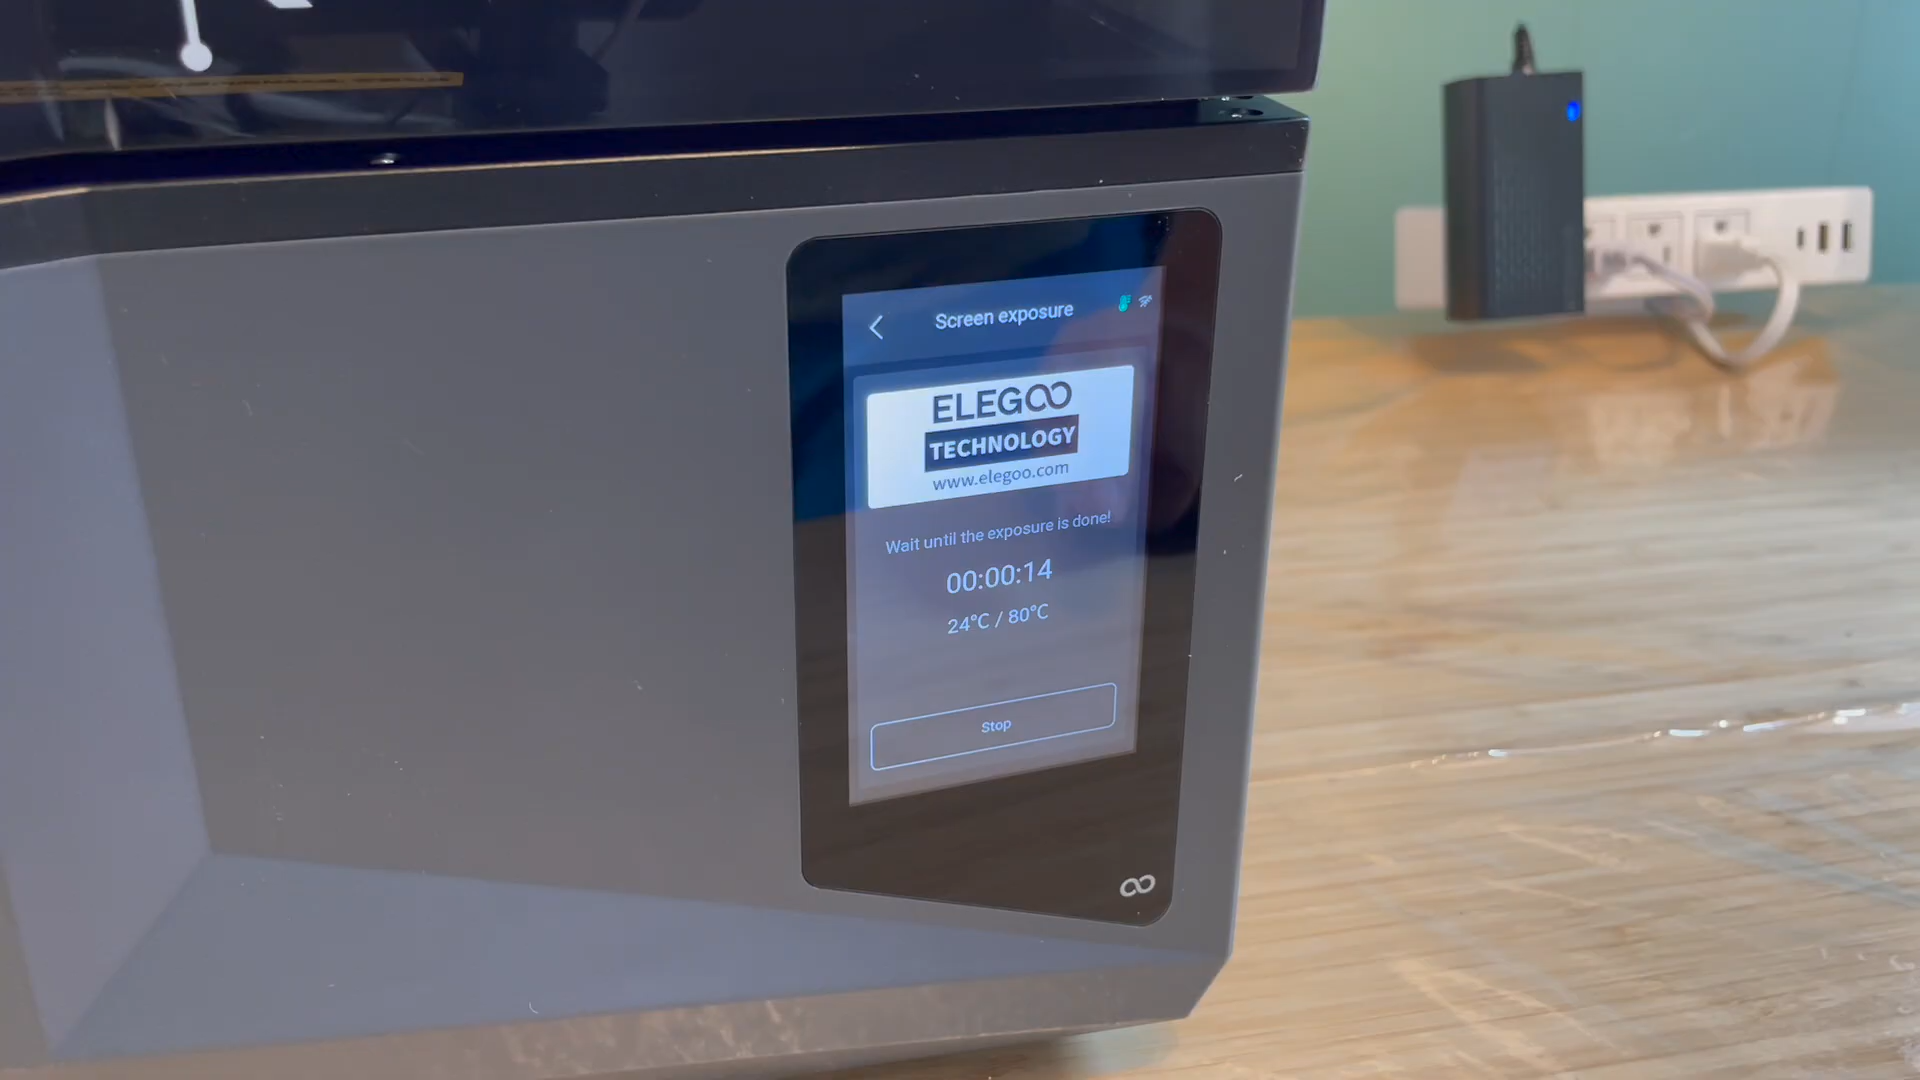 Screen exposure
ELEGOO
TECHNOLOGY
www.elegoo.com
Wait until the exposure is done!
00:00:14
24°C / 80°C
Stop